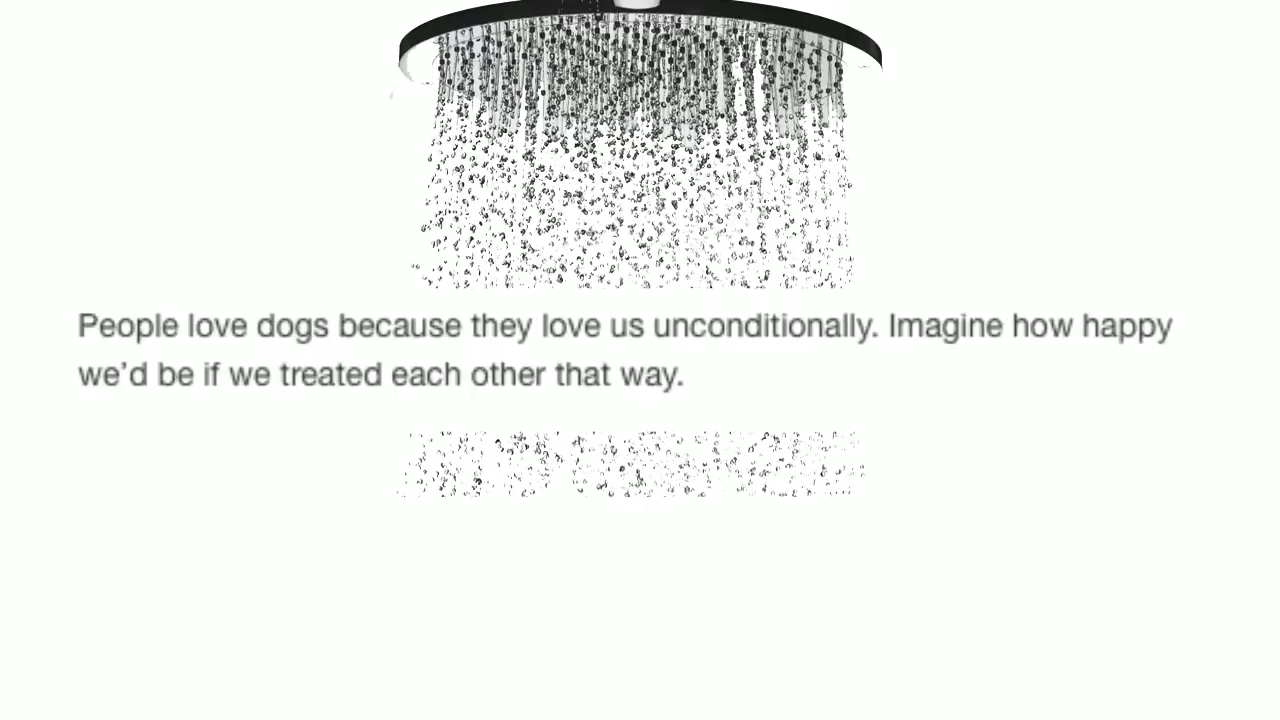 People love dogs because they love us unconditionally. Imagine how happy
we’d be if we treated each other that way.